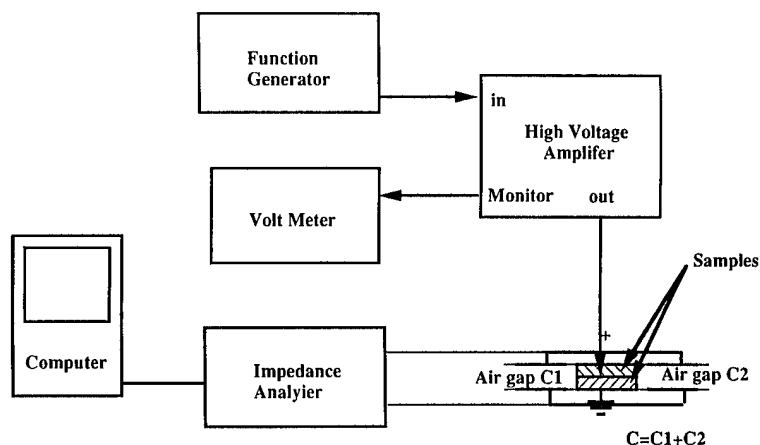 Function
Generator
in
High Voltage
Amplifer
Monitor out
Volt Meter
Samples
+
Computer
Impedance
Analyier
Air gap C1
Air gap C2
C=C1+C2